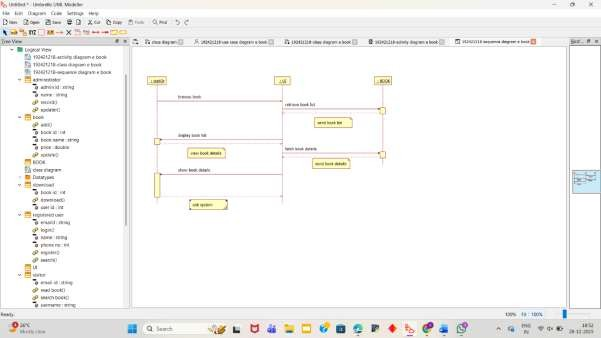 Untitled * - Umbrello UML Modeller
File Edit Diagram Code Settings Help
New Open Save Cut Copy Paste Find
Tree View
class diagram 192421218-use case diagram e book 192421218-class diagram e book 192421218-activity diagram e book 192421218-sequence diagram e book
Logical View
192421218-activity diagram e book
192421218-class diagram e book
192421218-sequence diagram e book
administrator
admin id : string
name : string
record()
update()
book
add()
book id : int
book name : string
price : double
update()
BOOK
class diagram
Datatypes
download
book id : int
download()
user id : int
registered user
email id : string
login()
name : string
phone no : int
register()
search()
UI
visitor
email id : string
read book()
search book()
username : string
: UI
: BOOK
browse book
retrieve book list
send book list
display book list
view book details
fetch book details
send book details
show book details
Ready.
100% Fit 100%
26°C
Mostly clear
Search
ENG
IN
18:52
26-12-2025